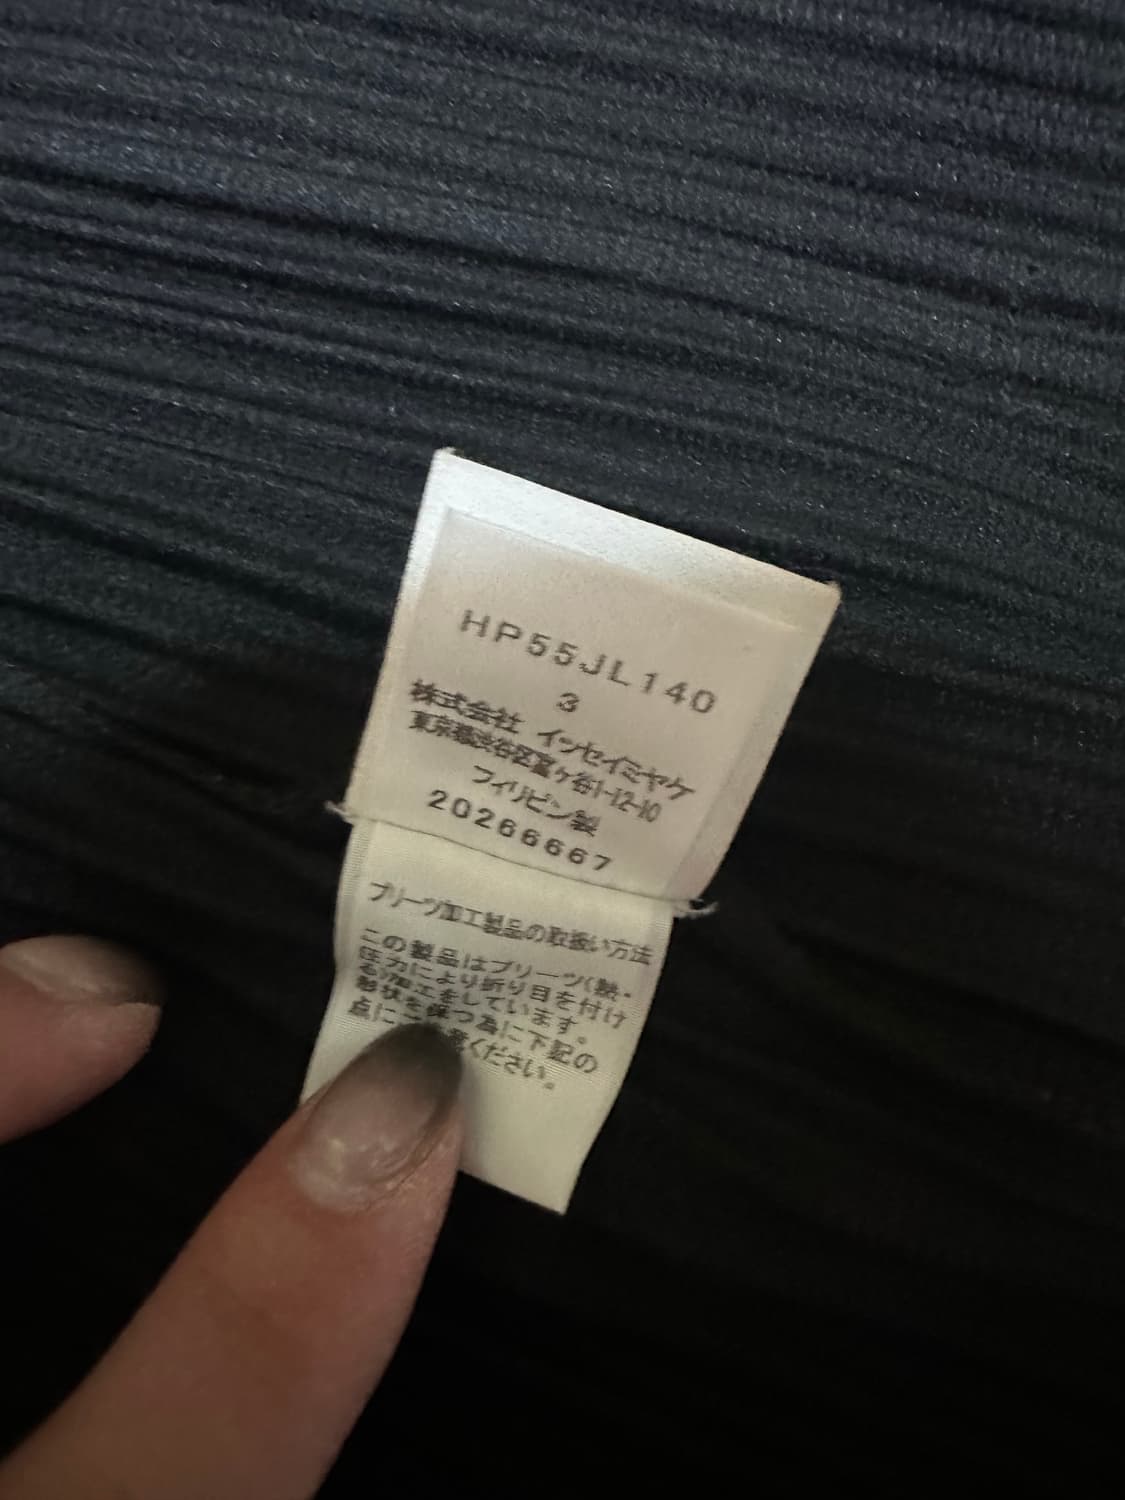 HP55JL140
3
株式会社 イッセイミヤケ
東京都渋谷区富ヶ谷1-12-10
フィリピン製
20266667
プリーツ加工製品の取扱い方法
この製品はプリーツ(熱・
圧力により折り目を付け
る)加工をしています。
形状を保つ為に下記の
点にください。